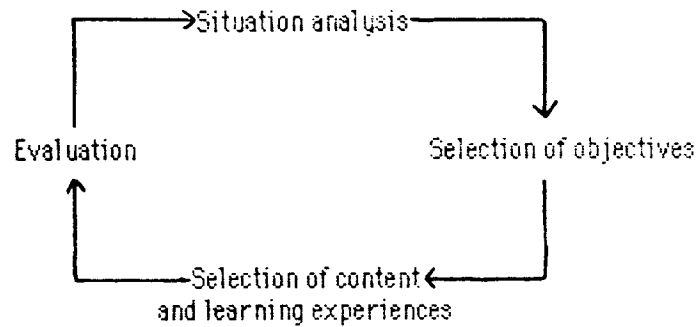 Situation analysis
Evaluation
Selection of objectives
Selection of content
and learning experiences